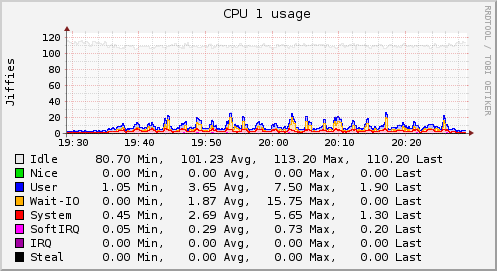 CPU 1 usage
RRDTOOL / TOBI OETIKER
Jiffies
120
100
80
60
40
20
0
19:30 19:40 19:50 20:00 20:10 20:20
Idle 80.70 Min, 101.23 Avg, 113.20 Max, 110.20 Last
Nice 0.00 Min, 0.00 Avg, 0.00 Max, 0.00 Last
User 1.05 Min, 3.65 Avg, 7.50 Max, 1.90 Last
Wait-IO 0.00 Min, 1.87 Avg, 15.75 Max, 0.00 Last
System 0.45 Min, 2.69 Avg, 5.65 Max, 1.30 Last
SoftIRQ 0.05 Min, 0.29 Avg, 0.73 Max, 0.20 Last
IRQ 0.00 Min, 0.00 Avg, 0.00 Max, 0.00 Last
Steal 0.00 Min, 0.00 Avg, 0.00 Max, 0.00 Last